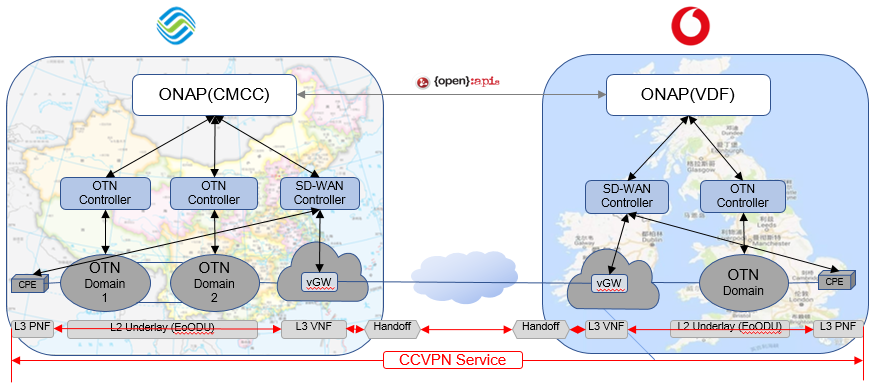 {open}:apis
ONAP(CMCC)
ONAP(VDF)
OTN
Controller
OTN
Controller
SD-WAN
Controller
SD-WAN
Controller
OTN
Controller
OTN
Domain
1
OTN
Domain
2
CPE
vGW
vGW
OTN
Domain
CPE
L3 PNF
L2 Underlay (EoODU)
L3 VNF
Handoff
Handoff
L3 VNF
L2 Underlay (EoODU)
L3 PNF
CCVPN Service